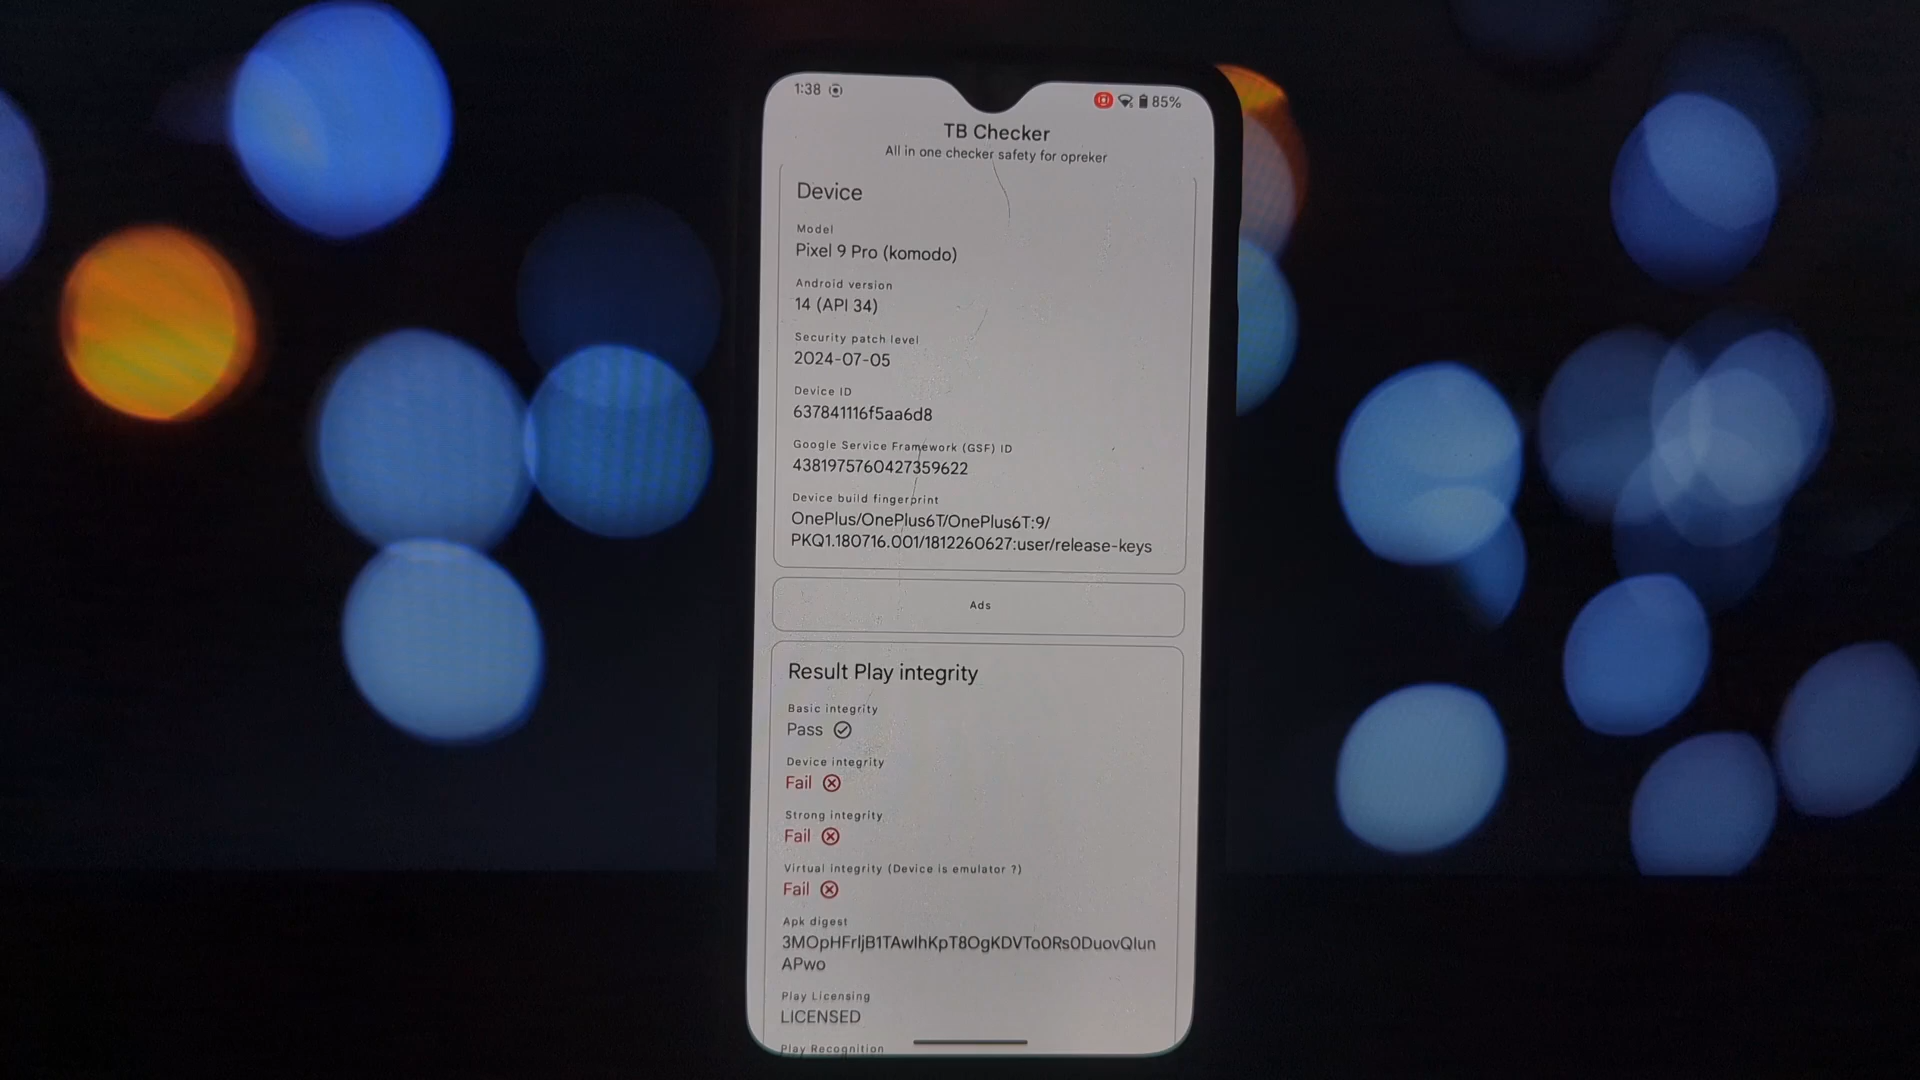 1:38
85%
TB Checker
All in one checker safety for opreker
Device
Model
Pixel 9 Pro (komodo)
Android version
14 (API 34)
Security patch level
2024-07-05
Device ID
637841116f5aa6d8
Google Service Framework (GSF) ID
4381975760427359622
Device build fingerprint
OnePlus/OnePlus6T/OnePlus6T:9/
PKQ1.180716.001/1812260627:user/release-keys
Ads
Result Play integrity
Basic integrity
Pass
Device integrity
Fail
Strong integrity
Fail
Virtual integrity (Device is emulator ?)
Fail
Apk digest
3MOpHFrljB1TAwlhKpT8OgKDVTo0Rs0DuovQlun
APwo
Play Licensing
LICENSED
Play Recognition